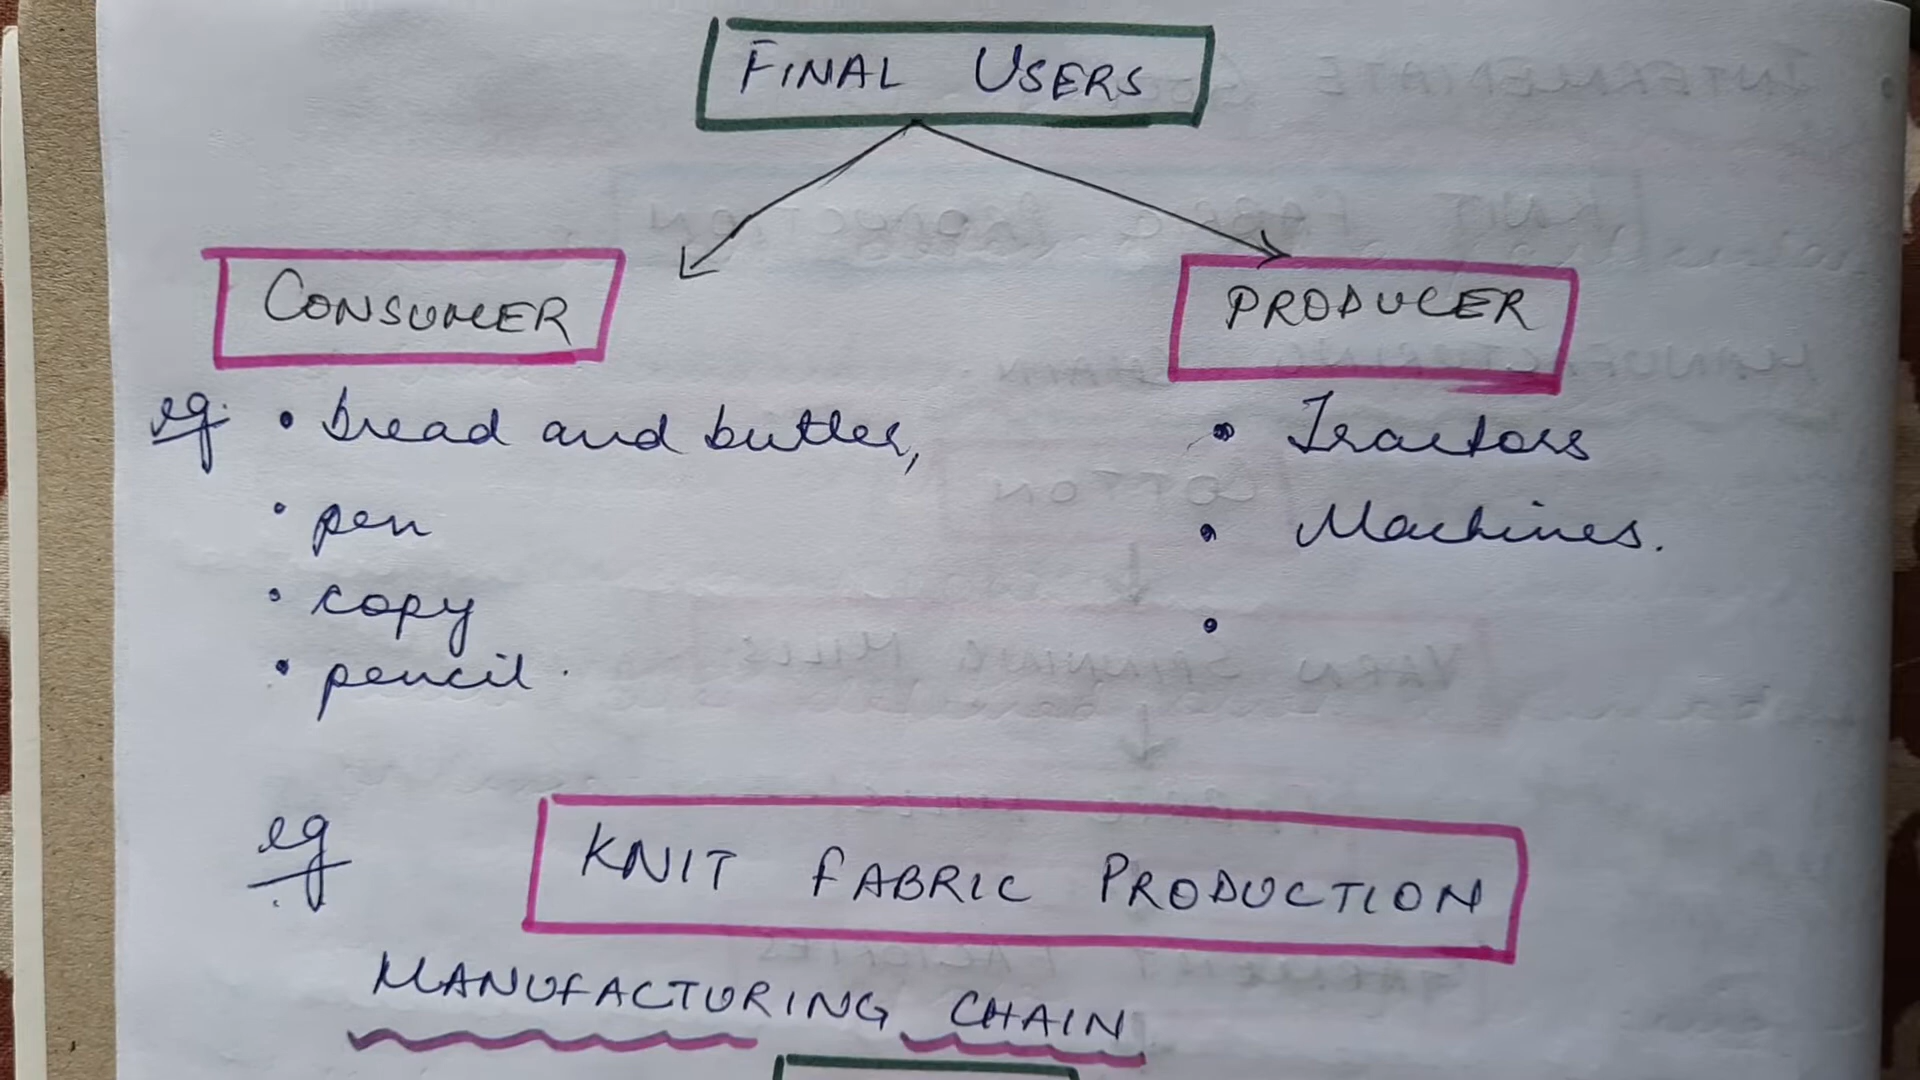 FINAL USERS
CONSUMER
PRODUCER
eg. • bread and butter,
• pen
• copy
• pencil.
• Tractors
• Machines.
•
eg
KNIT FABRIC PRODUCTION
MANUFACTURING CHAIN